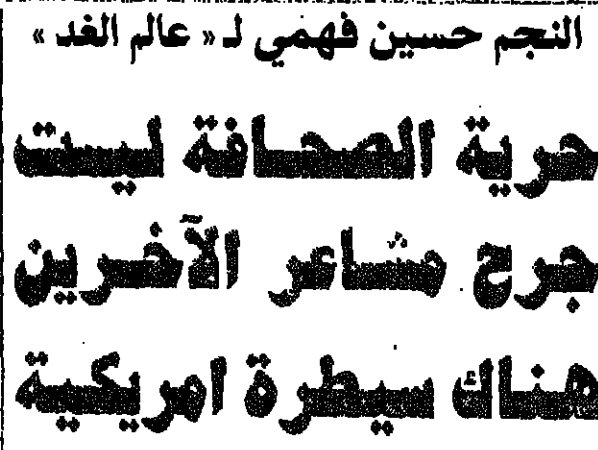 النجم حسين فهمي لـ « عالم الغد »
حرية الصحافة ليست
جرح مشاعر الآخرين
هناك سيطرة امريكية